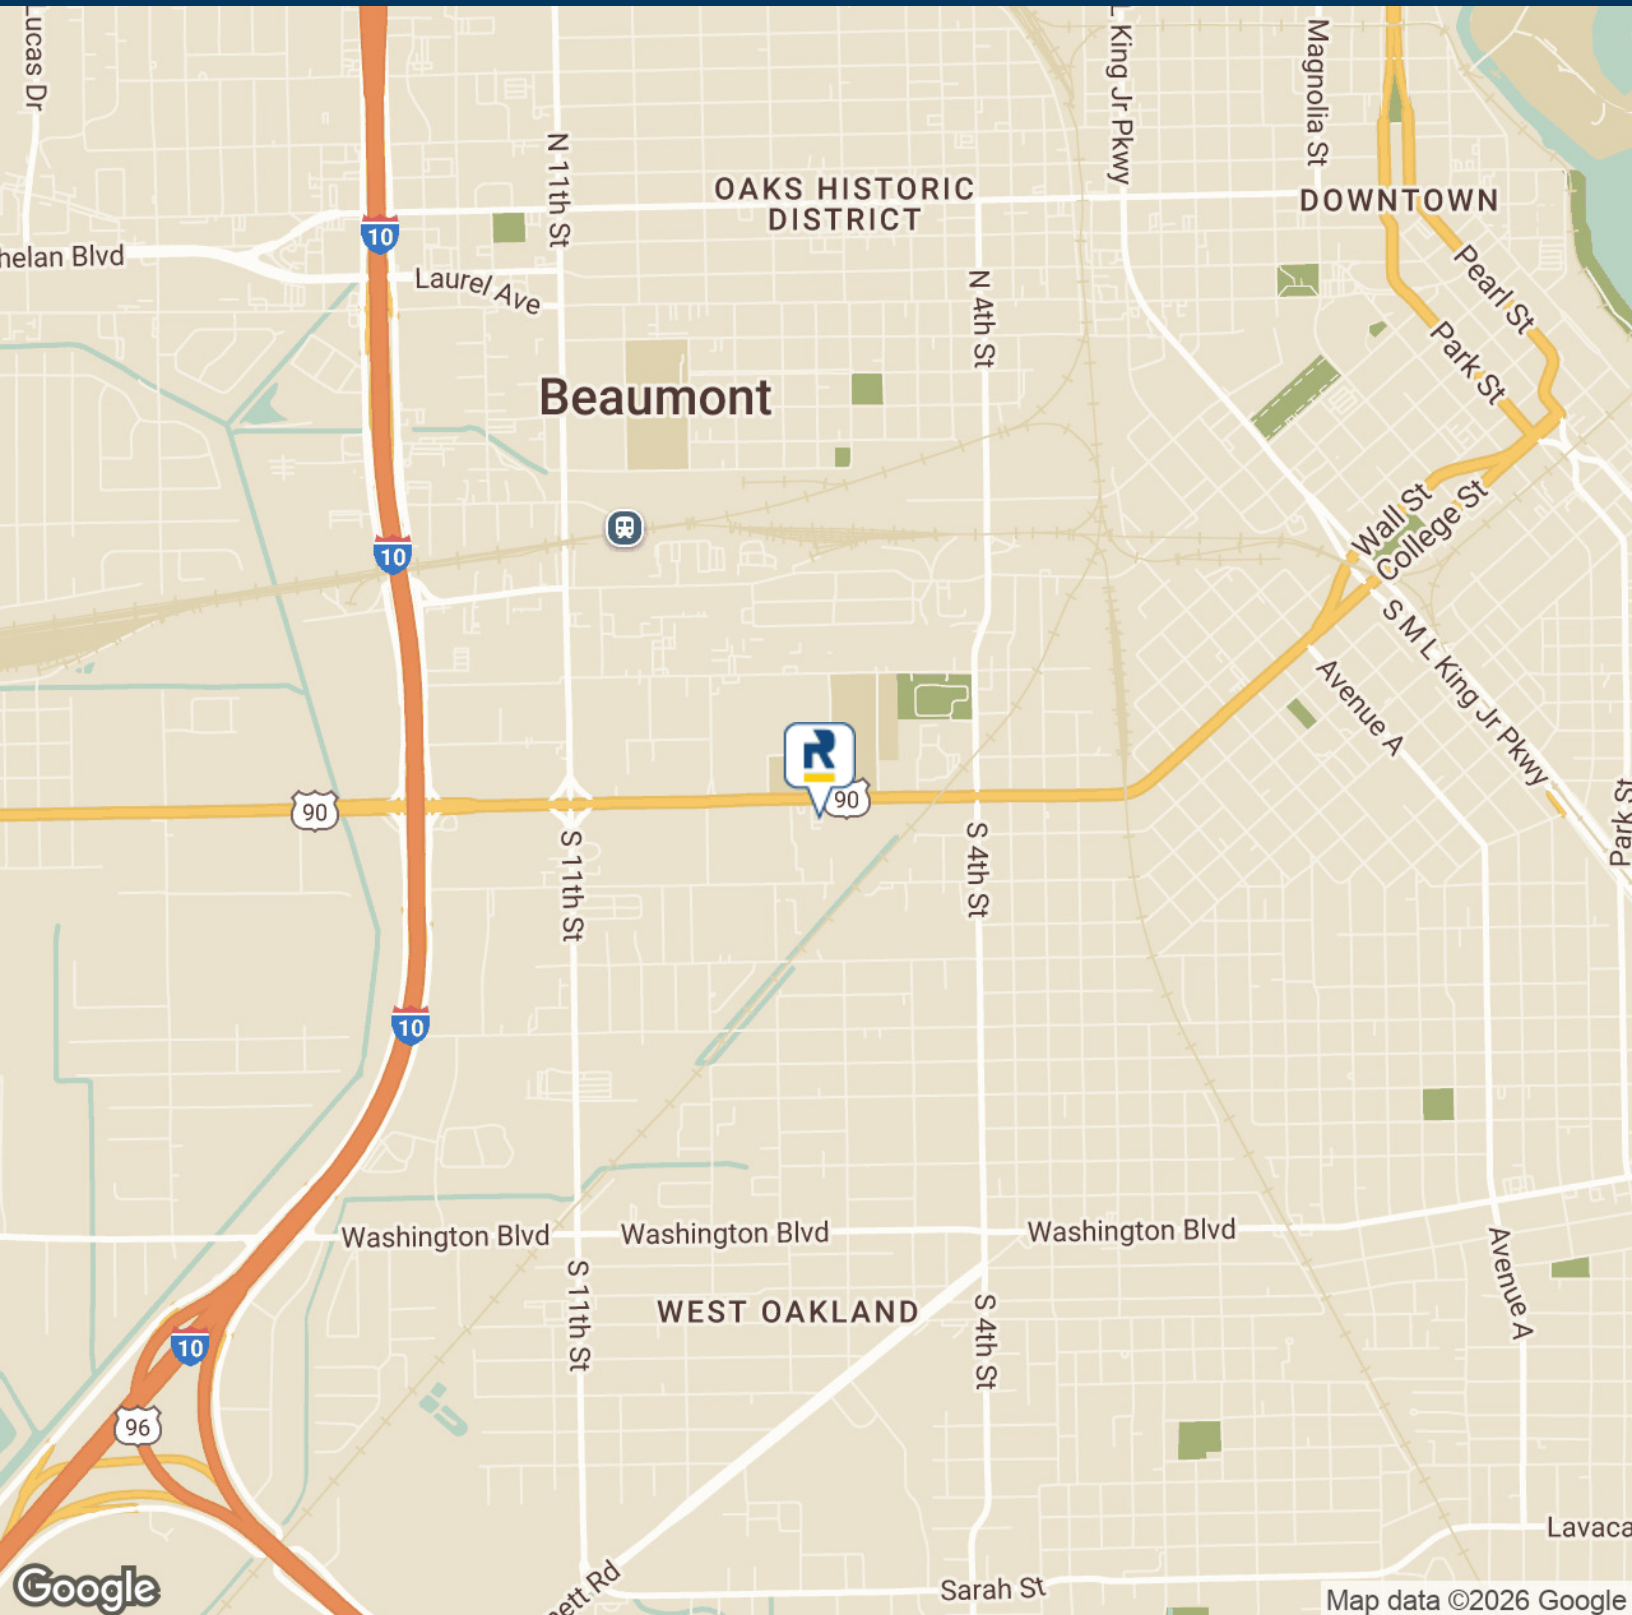 Lucas Dr
N 11th St
L King Jr Pkwy
Magnolia St
OAKS HISTORIC
DISTRICT
DOWNTOWN
10
helan Blvd
Laurel Ave
N 4th St
Pearl St
Park St
Beaumont
10
Wall St
College St
S M L King Jr Pkwy
Avenue A
R
90
90
Park St
S 11th St
S 4th St
10
Washington Blvd
Washington Blvd
Washington Blvd
Avenue A
S 11th St
WEST OAKLAND
S 4th St
10
96
Lavaca
ett Rd
Sarah St
Google
Map data ©2026 Google